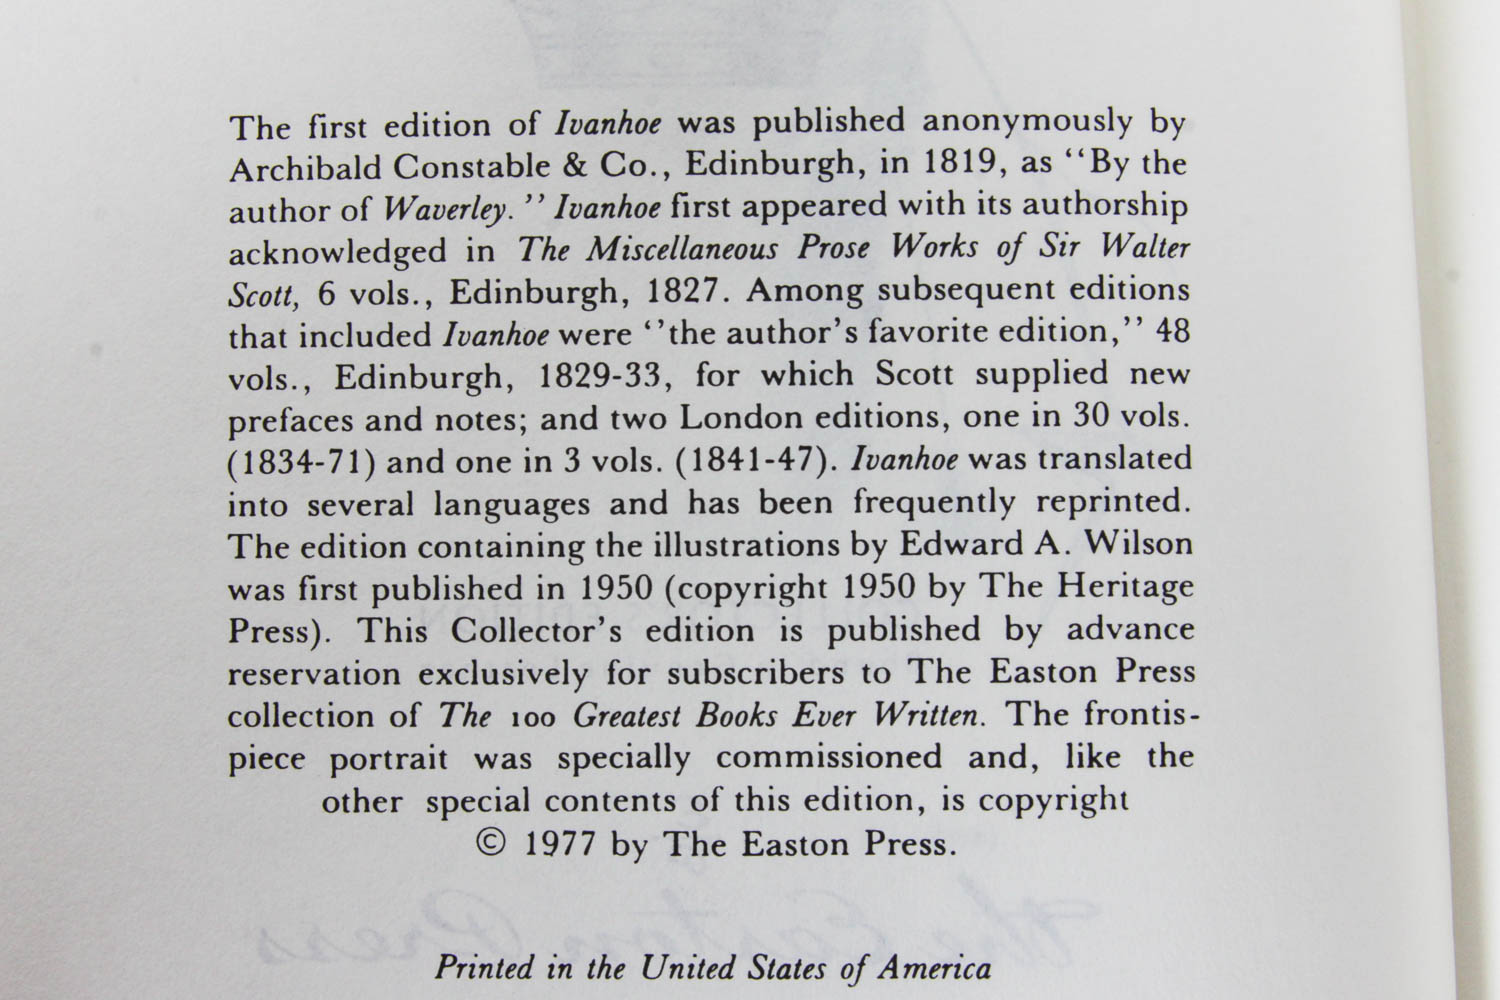 The first edition of Ivanhoe was published anonymously by
Archibald Constable & Co., Edinburgh, in 1819, as “By the
author of Waverley.” Ivanhoe first appeared with its authorship
acknowledged in The Miscellaneous Prose Works of Sir Walter
Scott, 6 vols., Edinburgh, 1827. Among subsequent editions
that included Ivanhoe were ‘’the author’s favorite edition,’’ 48
vols., Edinburgh, 1829-33, for which Scott supplied new
prefaces and notes; and two London editions, one in 30 vols.
(1834-71) and one in 3 vols. (1841-47). Ivanhoe was translated
into several languages and has been frequently reprinted.
The edition containing the illustrations by Edward A. Wilson
was first published in 1950 (copyright 1950 by The Heritage
Press). This Collector’s edition is published by advance
reservation exclusively for subscribers to The Easton Press
collection of The 100 Greatest Books Ever Written. The frontis-
piece portrait was specially commissioned and, like the
other special contents of this edition, is copyright
© 1977 by The Easton Press.
The Easton Press
Printed in the United States of America